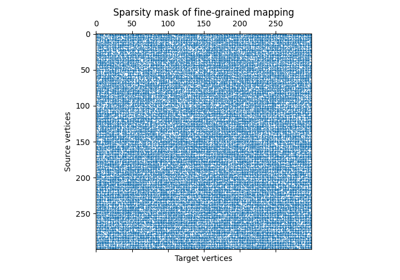 Sparsity mask of fine-grained mapping
0 50 100 150 200 250
0
50
100
150
200
250
Source vertices
Target vertices